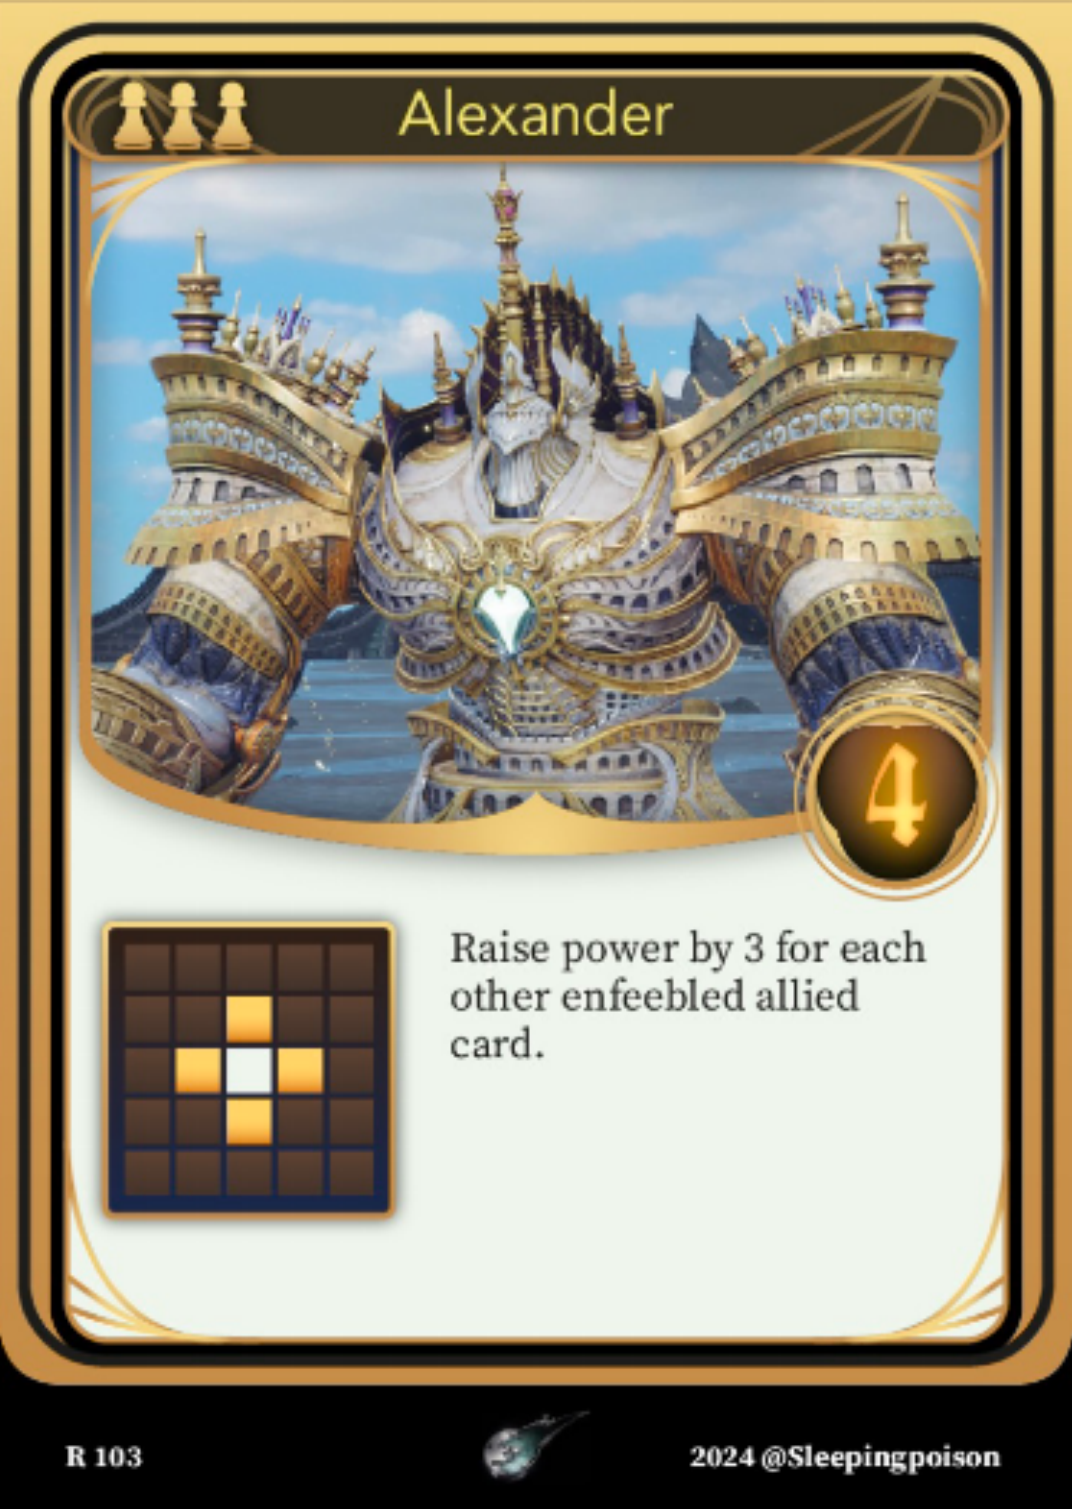 Alexander
4
Raise power by 3 for each
other enfeebled allied
card.
R 103
2024 @Sleepingpoison